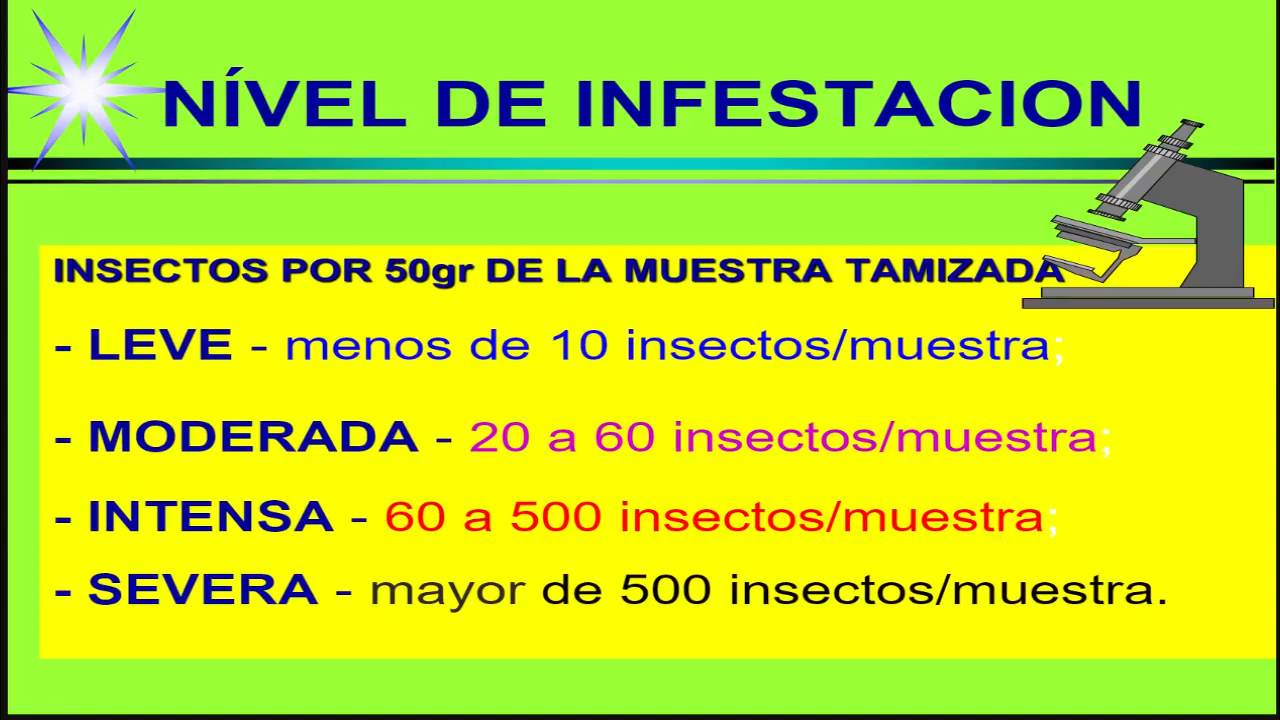 NÍVEL DE INFESTACION
INSECTOS POR 50gr DE LA MUESTRA TAMIZADA
- LEVE - menos de 10 insectos/muestra;
- MODERADA - 20 a 60 insectos/muestra;
- INTENSA - 60 a 500 insectos/muestra;
- SEVERA - mayor de 500 insectos/muestra.